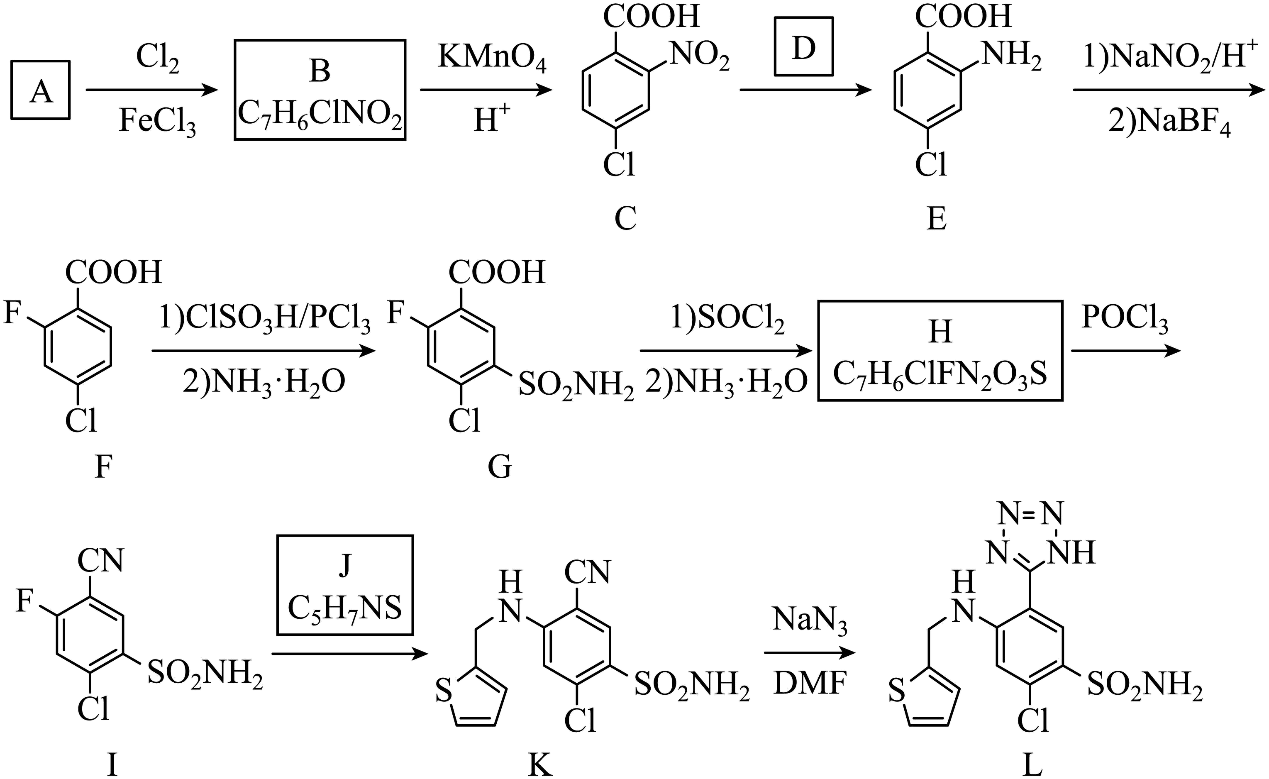 A
Cl₂
FeCl₃
B
C₇H₆ClNO₂
KMnO₄
H⁺
COOH
NO₂
Cl
C
D
COOH
NH₂
Cl
E
1)NaNO₂/H⁺
2)NaBF₄
COOH
F
Cl
F
1)ClSO₃H/PCl₃
2)NH₃·H₂O
COOH
F
SO₂NH₂
Cl
G
1)SOCl₂
2)NH₃·H₂O
H
C₇H₆ClFN₂O₃S
POCl₃
CN
F
SO₂NH₂
Cl
I
J
C₅H₇NS
H
N
CN
S
SO₂NH₂
Cl
K
NaN₃
DMF
N=N
N
NH
H
N
S
SO₂NH₂
Cl
L